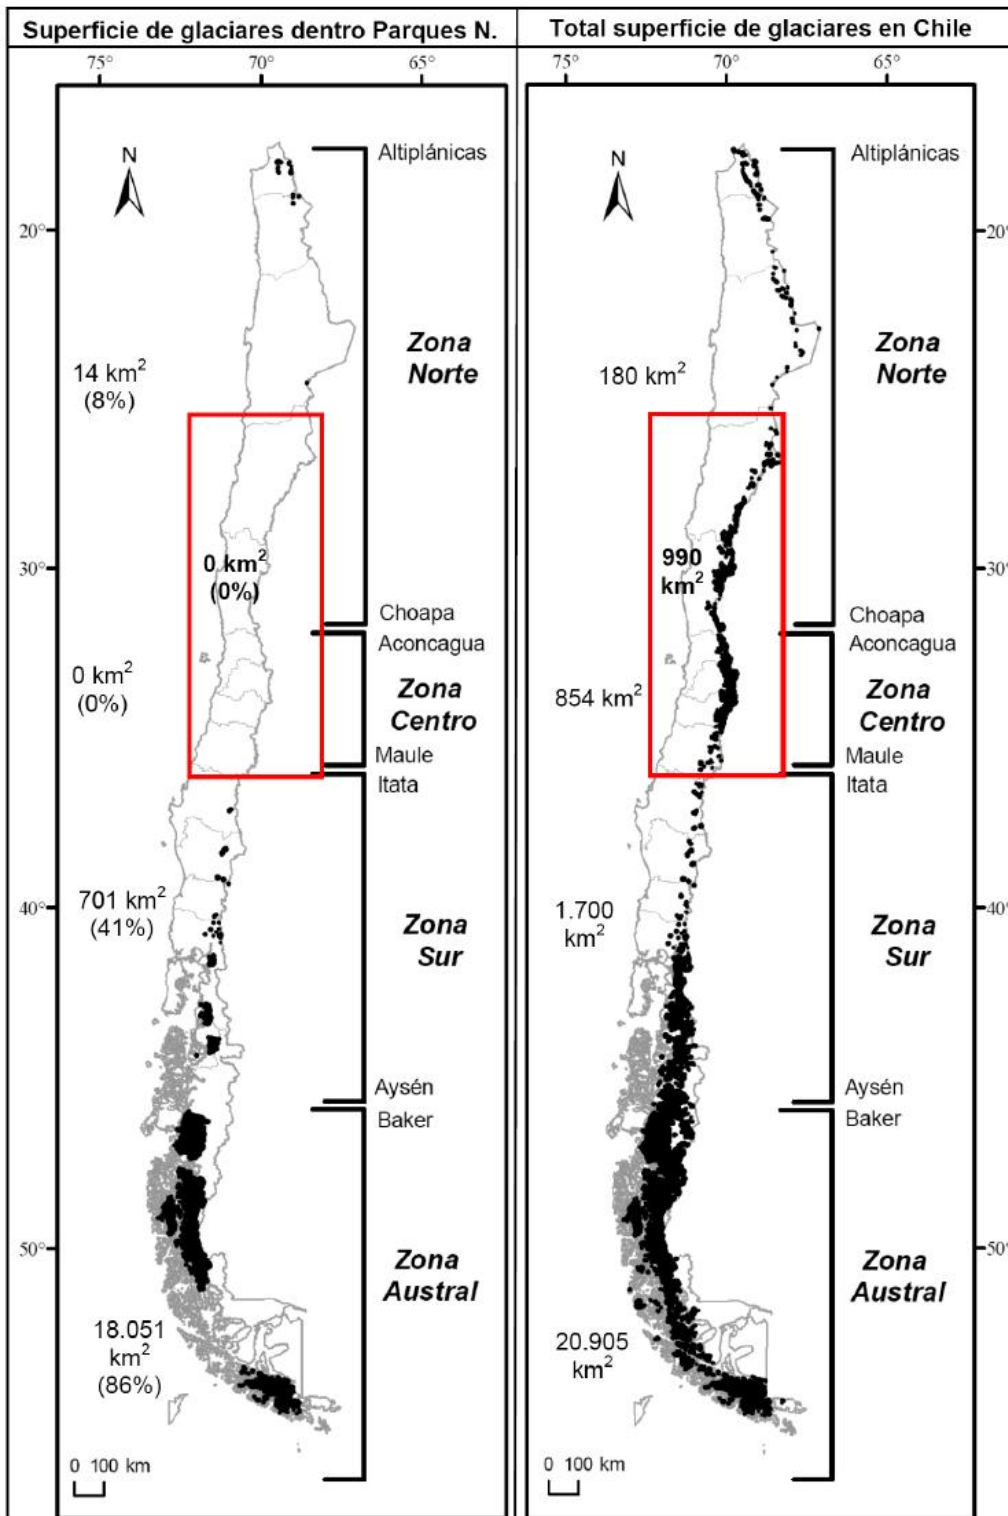 Superficie de glaciares dentro Parques N.
75° 70° 65°
N
Altiplánicas
20°
Zona
Norte
14 km²
(8%)
0 km²
(0%)
30°
Choapa
Aconcagua
0 km²
(0%)
Zona
Centro
Maule
Itata
701 km²
(41%)
40°
Zona
Sur
Aysén
Baker
50°
Zona
Austral
18.051
km²
(86%)
0 100 km
Total superficie de glaciares en Chile
75° 70° 65°
N
Altiplánicas
20°
Zona
Norte
180 km²
990
km²
30°
Choapa
Aconcagua
854 km²
Zona
Centro
Maule
Itata
1.700
km²
40°
Zona
Sur
Aysén
Baker
50°
Zona
Austral
20.905
km²
0 100 km